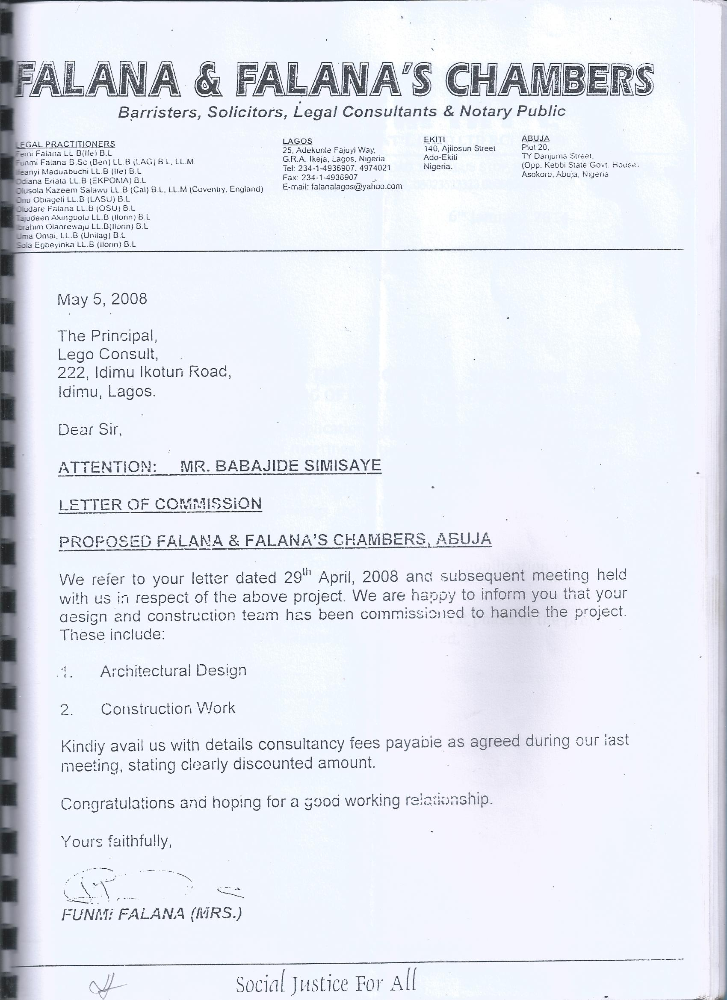 FALANA & FALANA'S CHAMBERS
Barristers, Solicitors, Legal Consultants & Notary Public
LEGAL PRACTITIONERS
Femi Falana LL.B(Ife) B.L
Funmi Falana B.Sc (Ben) LL.B (LAG) B.L, LL.M
Ifeanyi Maduabuchi LL.B (Ife) B.L
Odiana Eriata LL.B (EKPOMA) B.L
Olusola Kazeem Salawu LL.B (Cal) B.L, LL.M (Coventry, England)
Onu Obiageli LL.B (LASU) B.L
Oludare Falana LL.B (OSU) B.L
Tajudeen Akingbolu LL.B (Ilorin) B.L
Ibrahim Olanrewaju LL.B(Ilorin) B.L
Uma Omai, LL.B (Unilag) B.L
Sola Egbeyinka LL.B (Ilorin) B.L
LAGOS
25, Adekunle Fajuyi Way,
G.R.A. Ikeja, Lagos, Nigeria
Tel: 234-1-4936907, 4974021
Fax: 234-1-4936907
E-mail: falanalagos@yahoo.com
EKITI
140, Ajilosun Street
Ado-Ekiti
Nigeria.
ABUJA
Plot 20,
TY Danjuma Street,
(Opp. Kebbi State Govt. House,
Asokoro, Abuja, Nigeria
May 5, 2008
The Principal,
Lego Consult,
222, Idimu Ikotun Road,
Idimu, Lagos.
Dear Sir,
ATTENTION: MR. BABAJIDE SIMISAYE
LETTER OF COMMISSION
PROPOSED FALANA & FALANA'S CHAMBERS, ABUJA
We refer to your letter dated 29th April, 2008 and subsequent meeting held
with us in respect of the above project. We are happy to inform you that your
design and construction team has been commissioned to handle the project.
These include:
1. Architectural Design
2. Construction Work
Kindly avail us with details consultancy fees payable as agreed during our last
meeting, stating clearly discounted amount.
Congratulations and hoping for a good working relationship.
Yours faithfully,
FUNMI FALANA (MRS.)
Social Justice For All